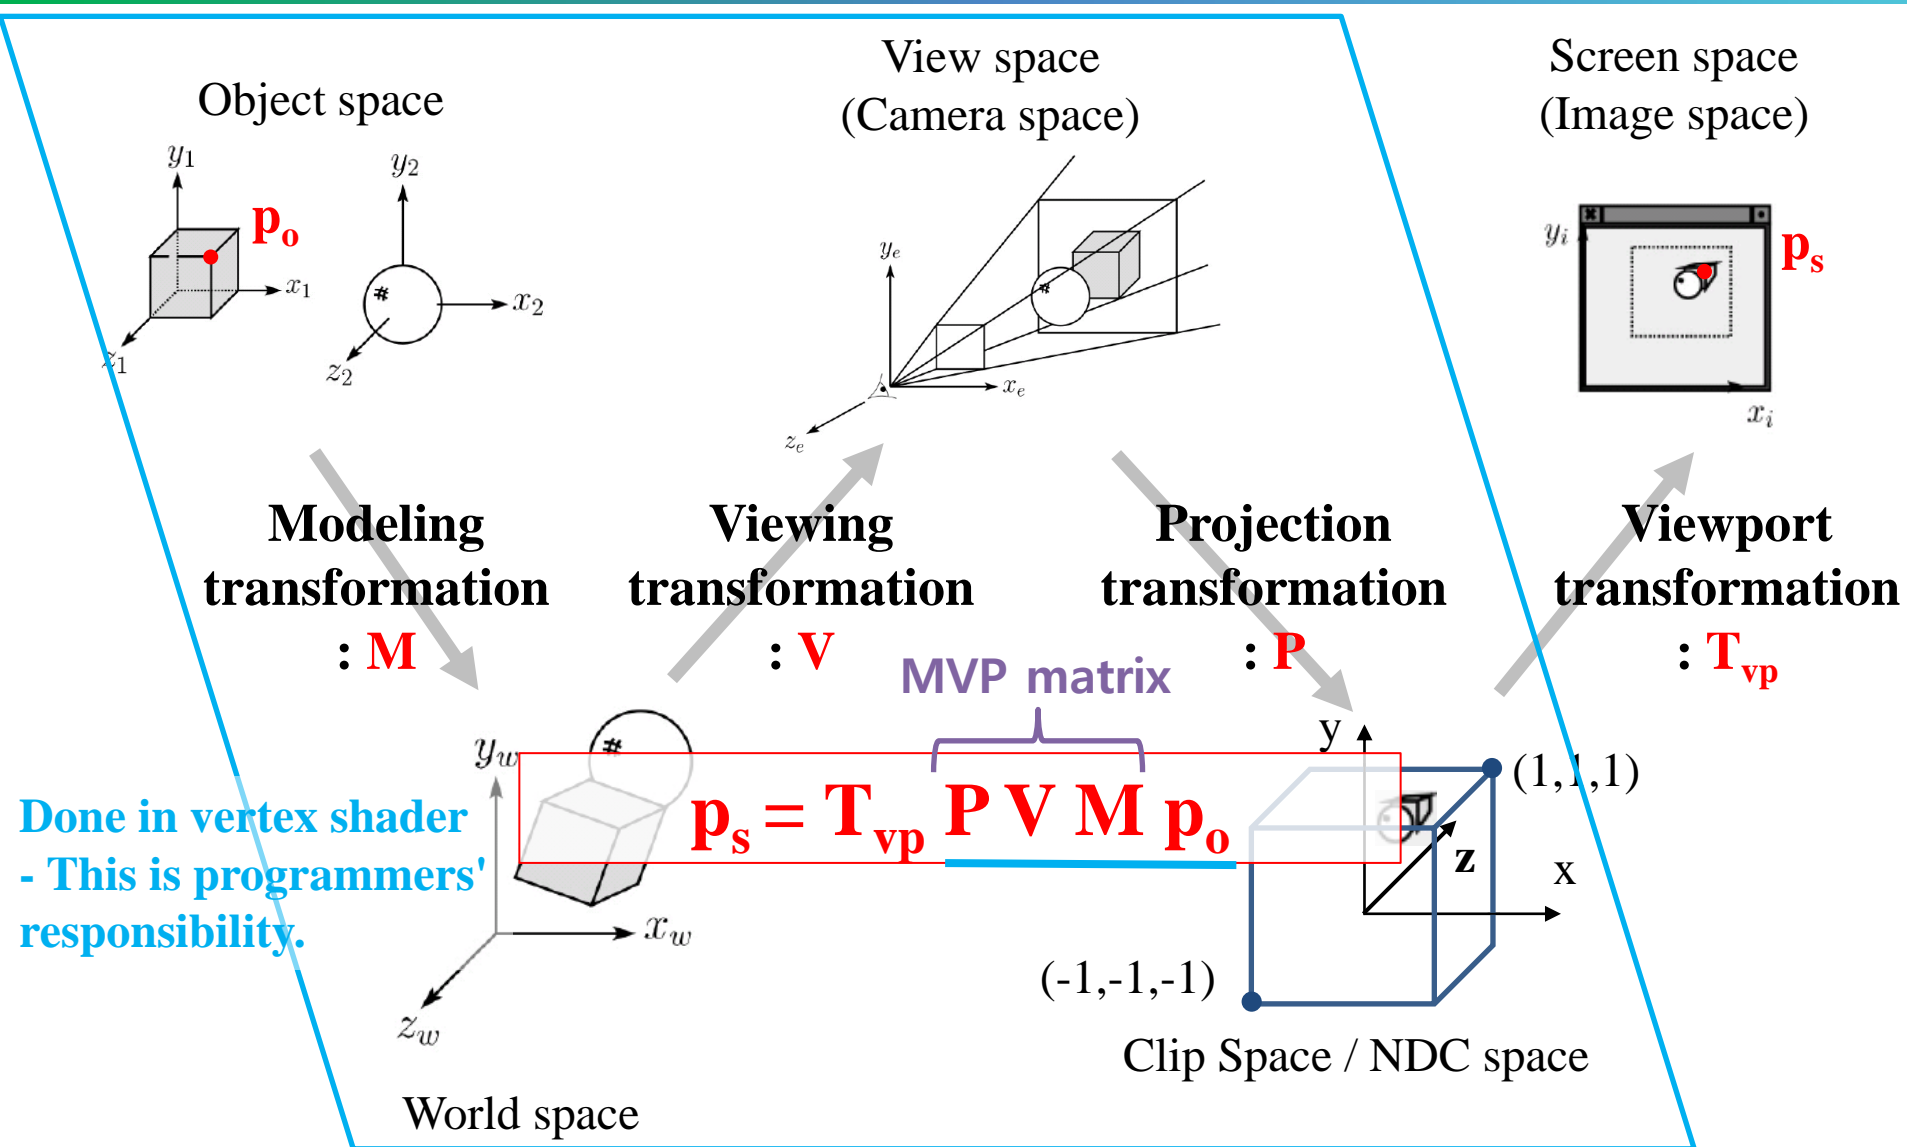 Object space
View space
(Camera space)
Screen space
(Image space)
y1
po
x1
z1
y2
x2
z2
#
ye
#
xe
ze
yi
ps
xi
Modeling
transformation
: M
Viewing
transformation
: V
Projection
transformation
: P
Viewport
transformation
: Tvp
MVP matrix
ps = Tvp P V M po
Done in vertex shader
- This is programmers'
responsibility.
yw
#
xw
zw
World space
y
(1,1,1)
z
x
(-1,-1,-1)
Clip Space / NDC space